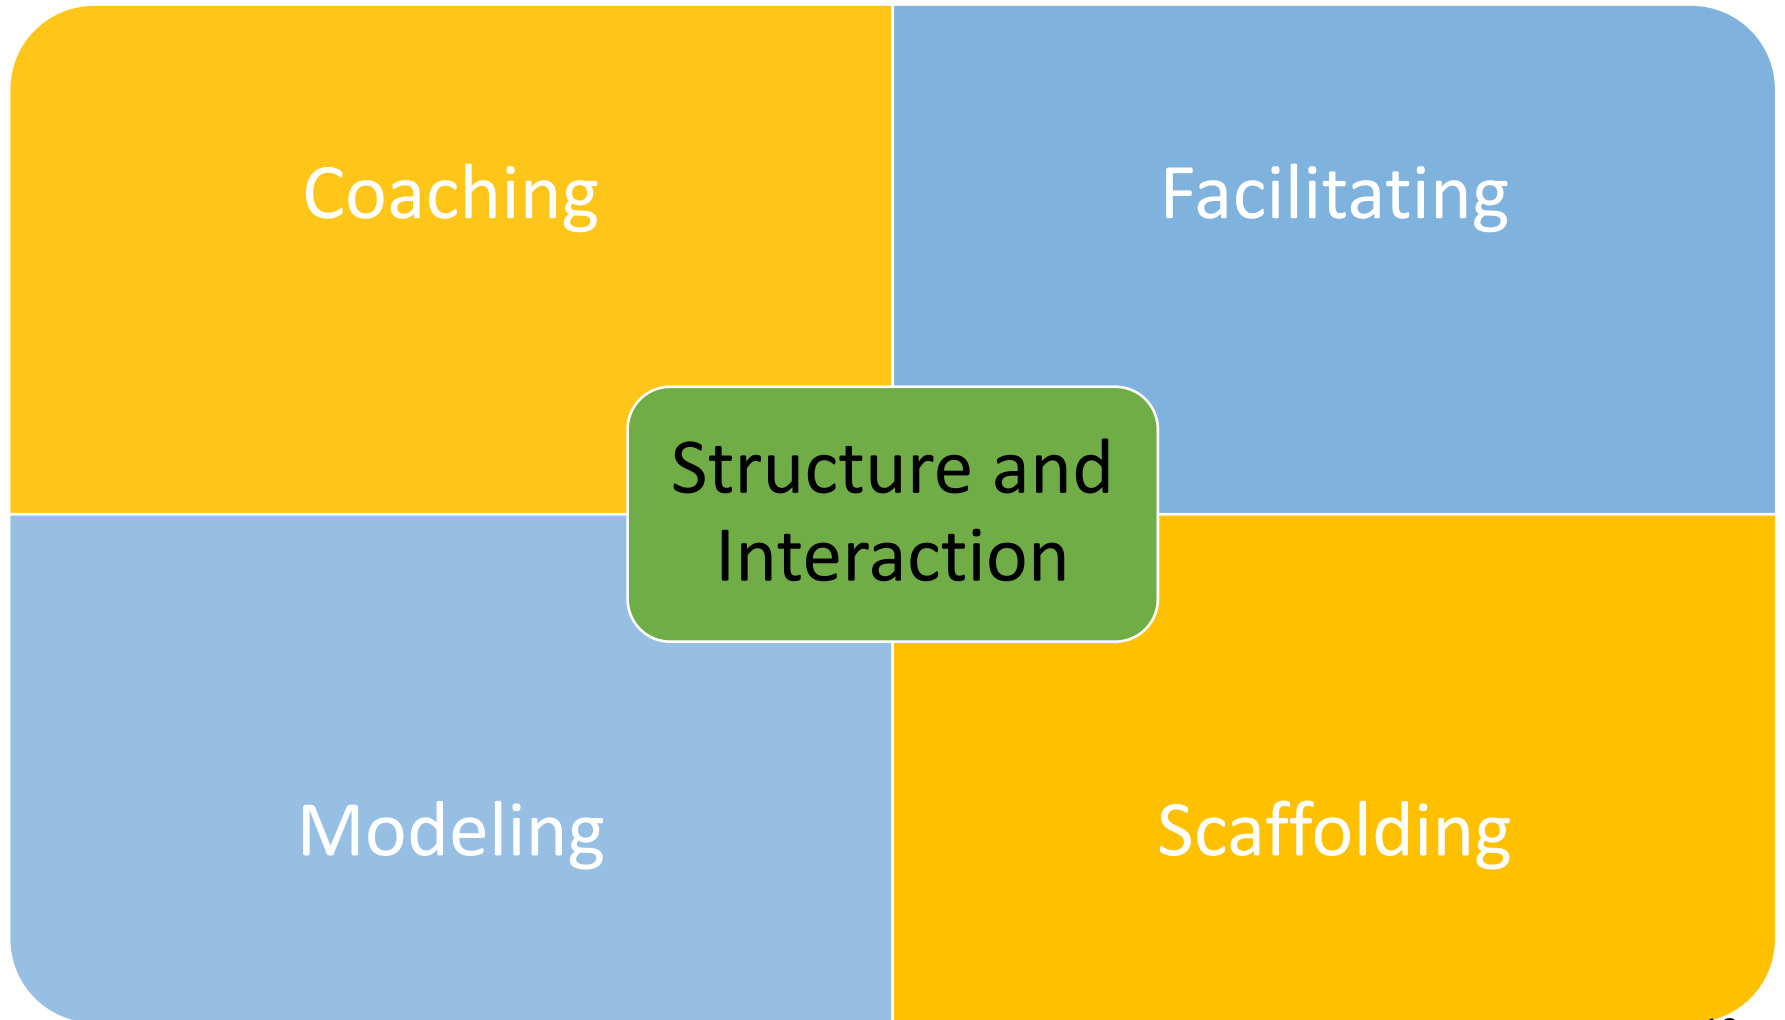 Coaching
Facilitating
Structure and
Interaction
Modeling
Scaffolding